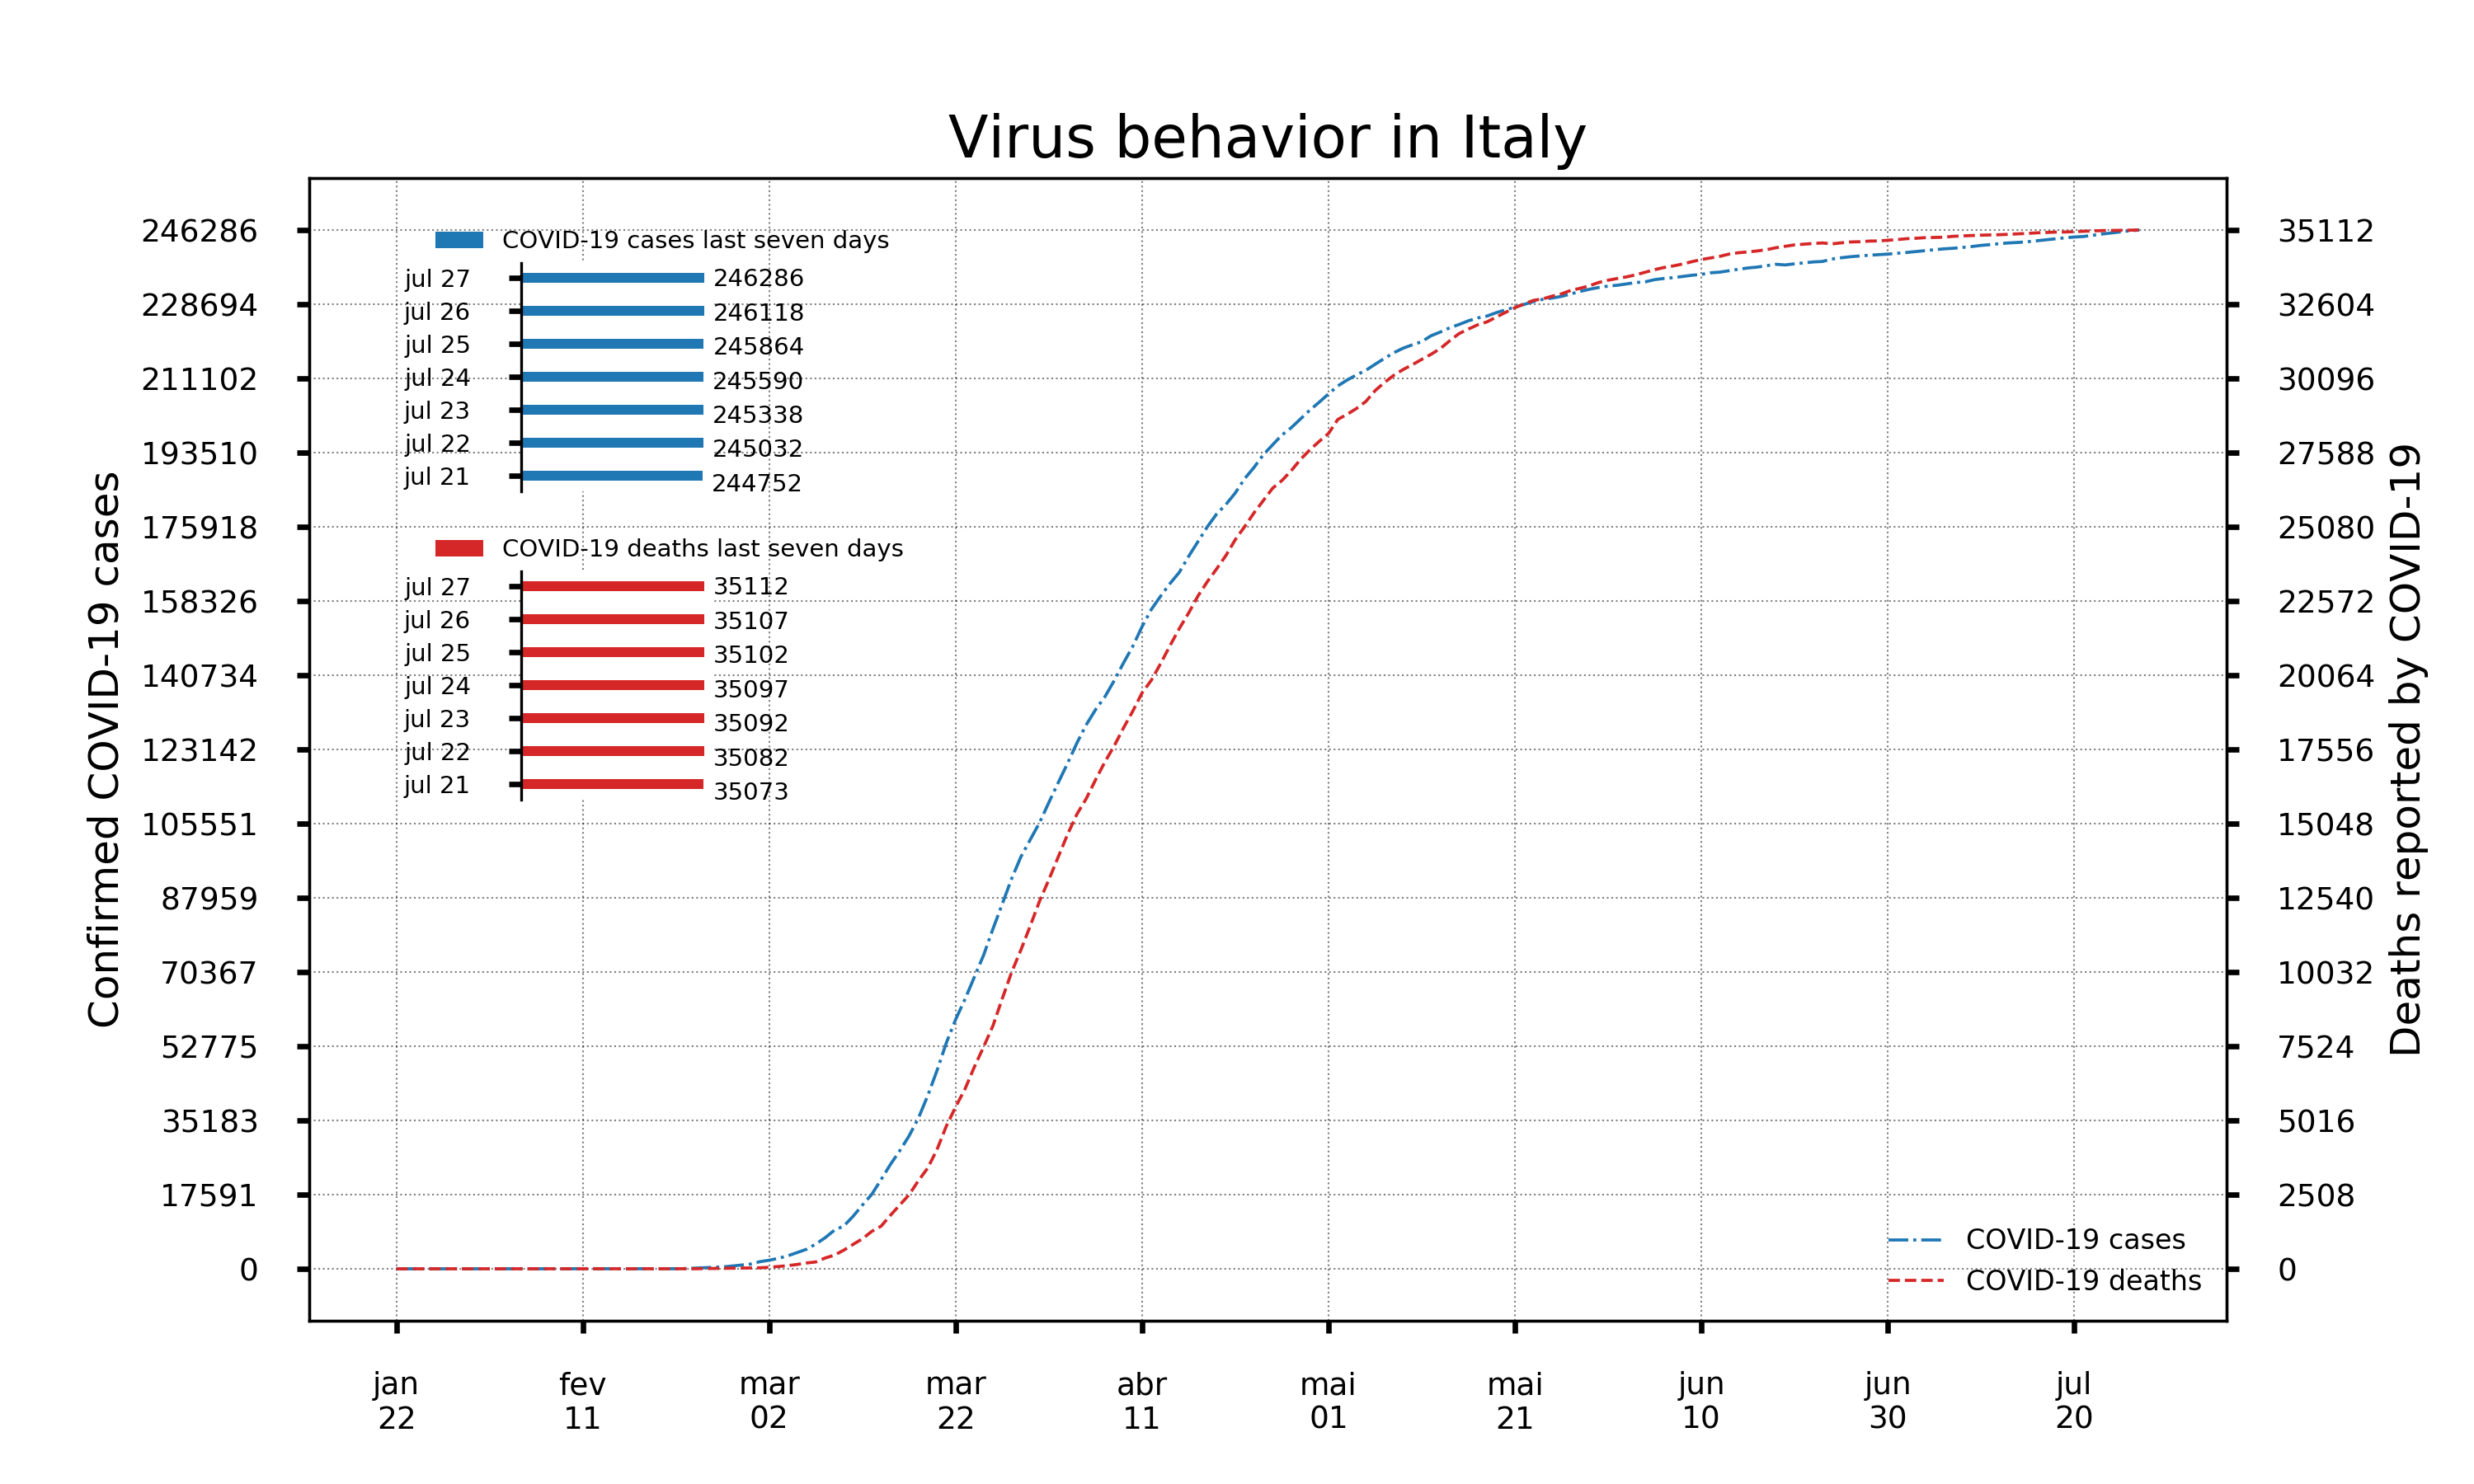 Virus behavior in Italy
Confirmed COVID-19 cases
246286
228694
211102
193510
175918
158326
140734
123142
105551
87959
70367
52775
35183
17591
0
COVID-19 cases last seven days
jul 27 246286
jul 26 246118
jul 25 245864
jul 24 245590
jul 23 245338
jul 22 245032
jul 21 244752
COVID-19 deaths last seven days
jul 27 35112
jul 26 35107
jul 25 35102
jul 24 35097
jul 23 35092
jul 22 35082
jul 21 35073
35112
32604
30096
27588
25080
22572
20064
17556
15048
12540
10032
7524
5016
2508
0
Deaths reported by COVID-19
COVID-19 cases
COVID-19 deaths
jan fev mar mar abr mai mai jun jun jul
22 11 02 22 11 01 21 10 30 20